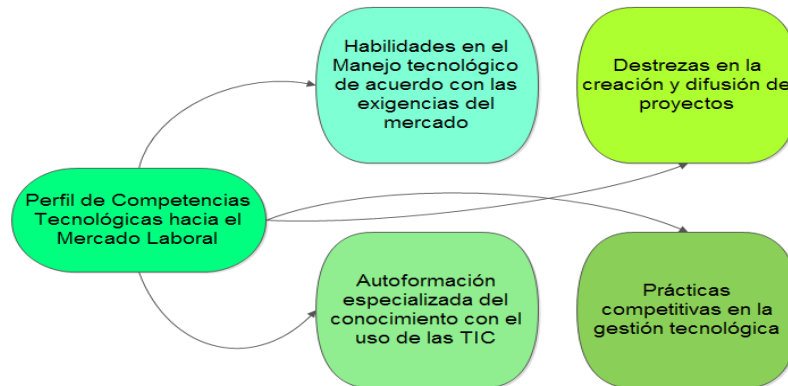 Habilidades en el
Manejo tecnológico
de acuerdo con las
exigencias del
mercado
Destrezas en la
creación y difusión de
proyectos
Perfil de Competencias
Tecnológicas hacia el
Mercado Laboral
Autoformación
especializada del
conocimiento con el
uso de las TIC
Prácticas
competitivas en la
gestión tecnológica